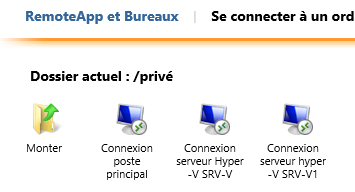 RemoteApp et Bureaux | Se connecter à un ord
Dossier actuel : /privé
Monter
Connexion
poste
principal
Connexion
serveur Hyper
-V SRV-V
Connexion
serveur hyper
-V SRV-V1